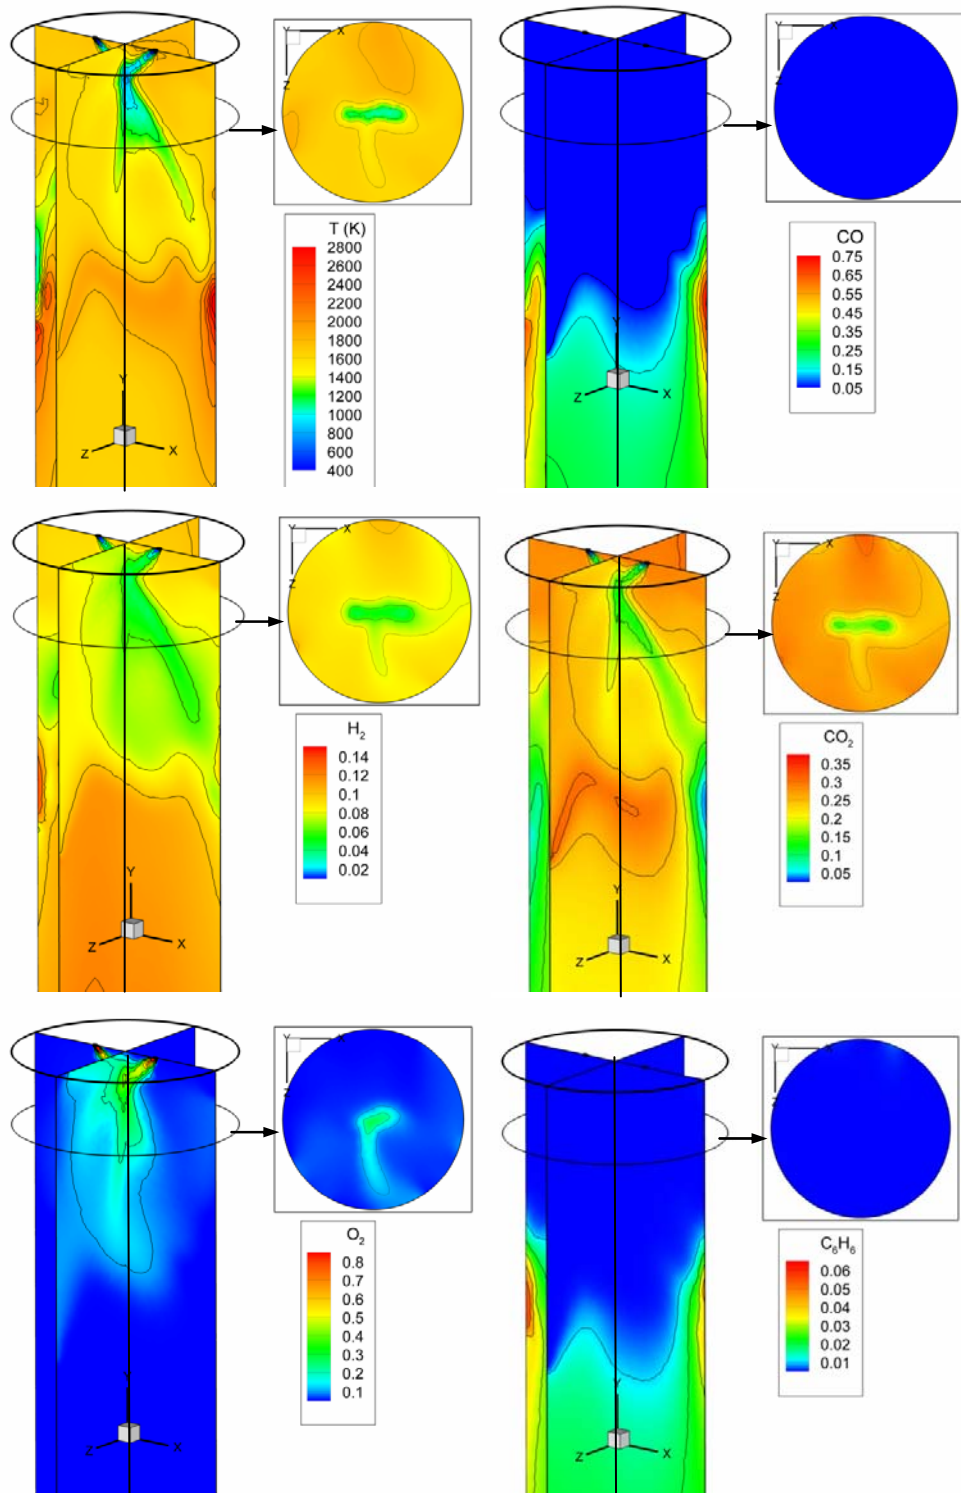 Y X
Z
T (K)
2800
2600
2400
2200
2000
1800
1600
1400
1200
1000
800
600
400
Y
Z X
Y X
Z
CO
0.75
0.65
0.55
0.45
0.35
0.25
0.15
0.05
Y
Z X
Y X
Z
H2
0.14
0.12
0.1
0.08
0.06
0.04
0.02
Y
Z X
Y X
Z
CO2
0.35
0.3
0.25
0.2
0.15
0.1
0.05
Y
Z X
Y X
Z
O2
0.8
0.7
0.6
0.5
0.4
0.3
0.2
0.1
Y
Z X
Y X
Z
C6H6
0.06
0.05
0.04
0.03
0.02
0.01
Y
Z X